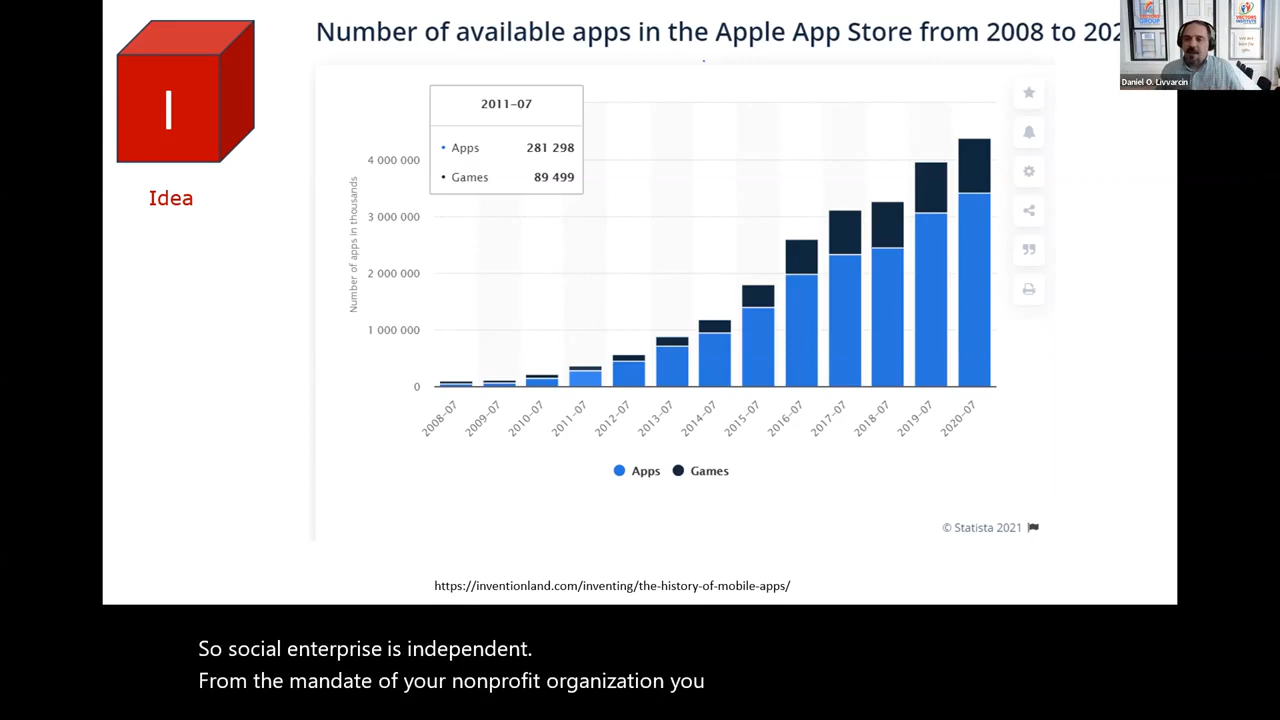 Number of available apps in the Apple App Store from 2008 to 202
I
Idea
2011-07
Apps 281 298
Games 89 499
Number of apps in thousands
4 000 000
3 000 000
2 000 000
1 000 000
0
2008-07 2009-07 2010-07 2011-07 2012-07 2013-07 2014-07 2015-07 2016-07 2017-07 2018-07 2019-07 2020-07
Apps Games
© Statista 2021
https://inventionland.com/inventing/the-history-of-mobile-apps/
VECTORS GROUP
VECTORS INSTITUTE
Daniel O. Livvarcin
So social enterprise is independent.
From the mandate of your nonprofit organization you